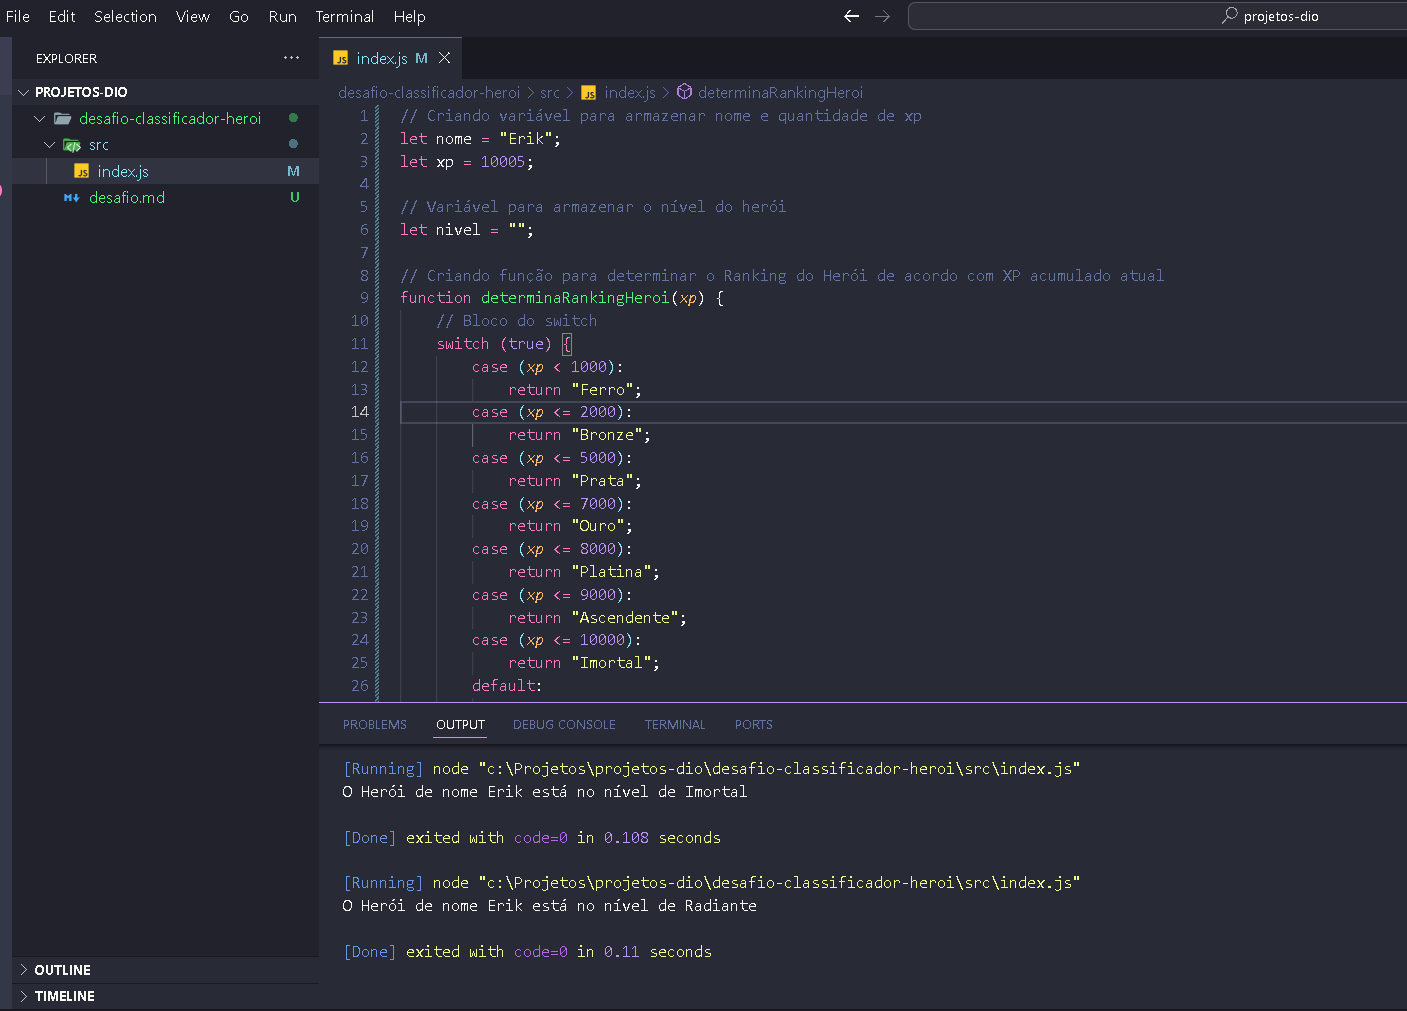 File Edit Selection View Go Run Terminal Help
projetos-dio
EXPLORER
index.js M
PROJETOS-DIO
desafio-classificador-heroi
src
index.js M
desafio.md U
OUTLINE
TIMELINE
desafio-classificador-heroi > src > index.js > determinaRankingHeroi
1 // Criando variável para armazenar nome e quantidade de xp
2 let nome = "Erik";
3 let xp = 10005;
4
5 // Variável para armazenar o nível do herói
6 let nivel = "";
7
8 // Criando função para determinar o Ranking do Herói de acordo com XP acumulado atual
9 function determinaRankingHeroi(xp) {
10 // Bloco do switch
11 switch (true) {
12 case (xp < 1000):
13 return "Ferro";
14 case (xp <= 2000):
15 return "Bronze";
16 case (xp <= 5000):
17 return "Prata";
18 case (xp <= 7000):
19 return "Ouro";
20 case (xp <= 8000):
21 return "Platina";
22 case (xp <= 9000):
23 return "Ascendente";
24 case (xp <= 10000):
25 return "Imortal";
26 default:
PROBLEMS OUTPUT DEBUG CONSOLE TERMINAL PORTS
[Running] node "c:\Projetos\projetos-dio\desafio-classificador-heroi\src\index.js"
O Herói de nome Erik está no nível de Imortal
[Done] exited with code=0 in 0.108 seconds
[Running] node "c:\Projetos\projetos-dio\desafio-classificador-heroi\src\index.js"
O Herói de nome Erik está no nível de Radiante
[Done] exited with code=0 in 0.11 seconds